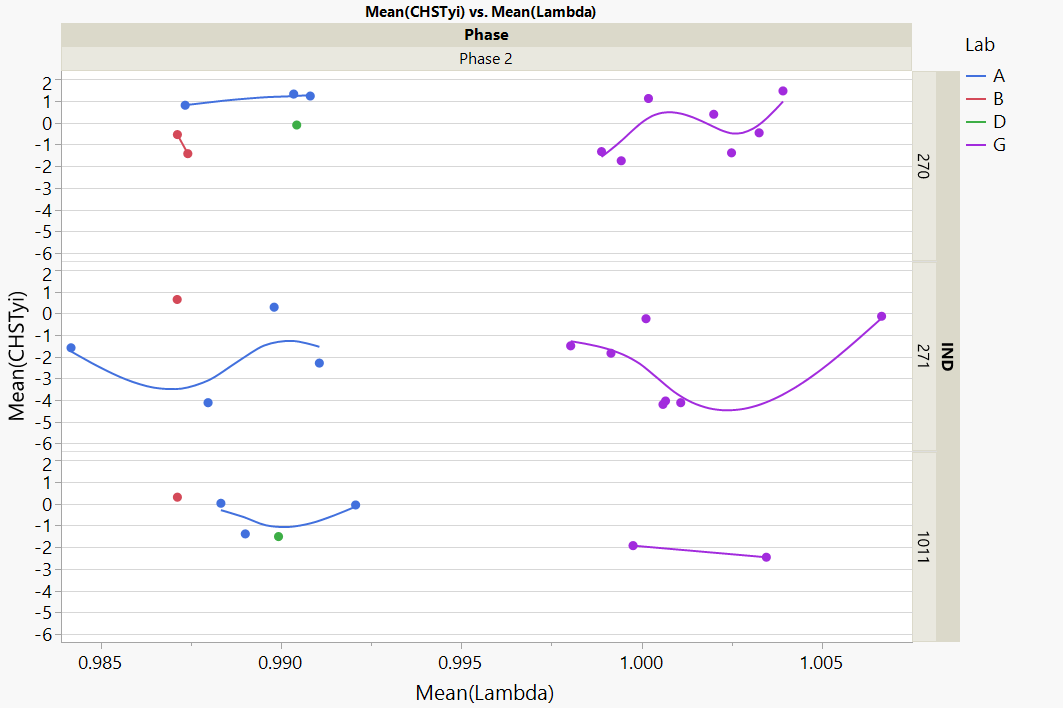 Mean(CHSTyi) vs. Mean(Lambda)
Phase
Phase 2
Lab
A
B
D
G
Mean(CHSTyi)
2
1
0
-1
-2
-3
-4
-5
-6
2
1
0
-1
-2
-3
-4
-5
-6
2
1
0
-1
-2
-3
-4
-5
-6
270
271
1011
IND
0.985 0.990 0.995 1.000 1.005
Mean(Lambda)